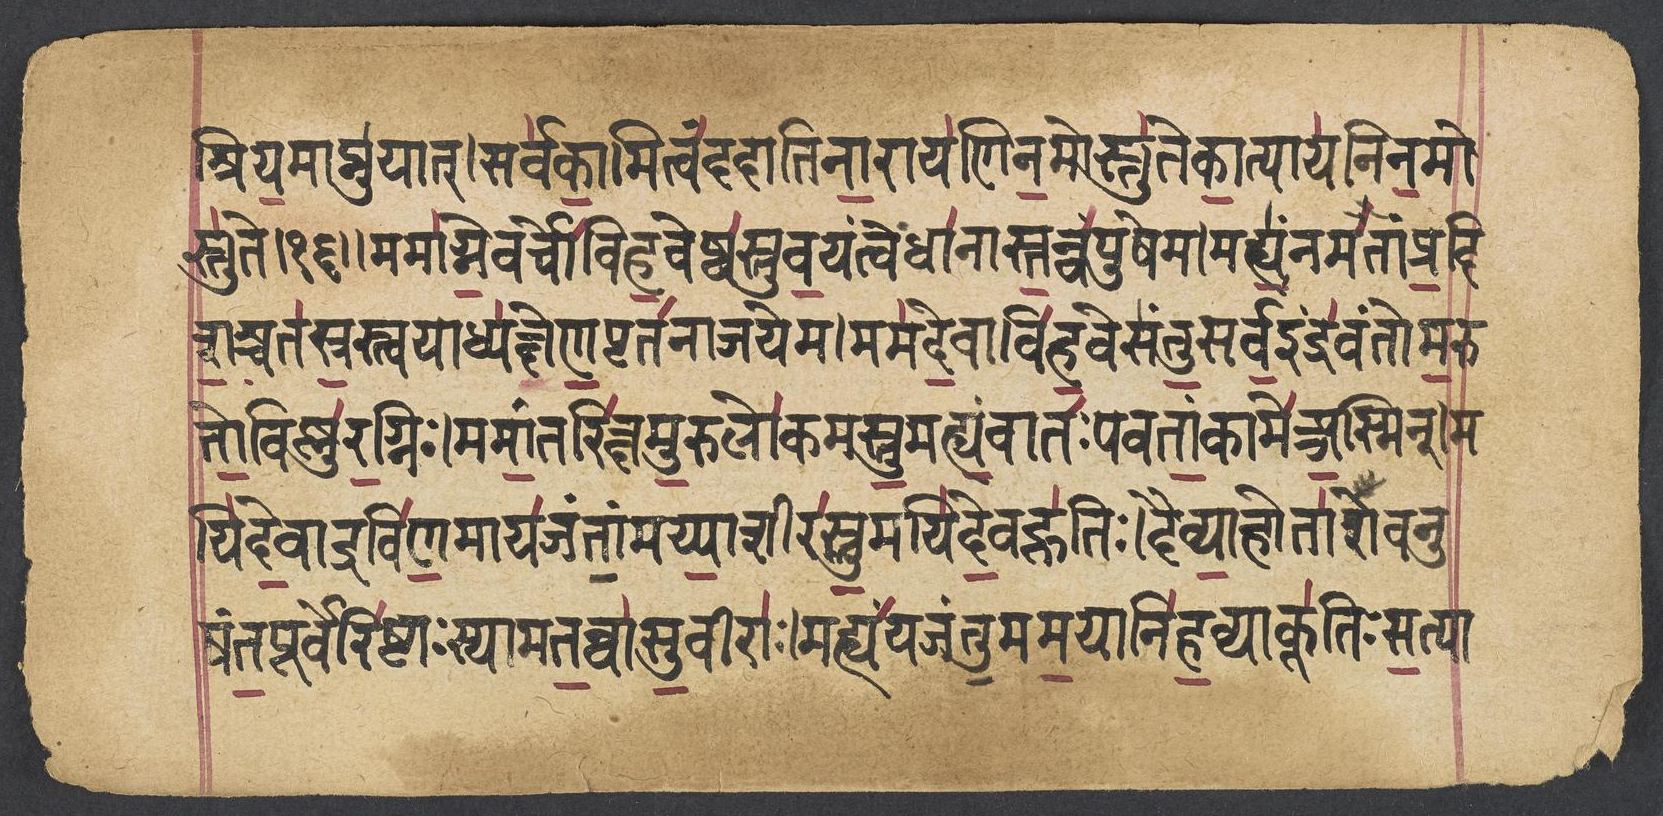 श्रियमाप्नुयात्।सर्वकामित्वंददातिनारायणिनमोस्तुतेकात्यायनिनमो
स्तुते।१६।।ममाग्नेवर्चोविहवेष्वस्तुवयंत्वेंधानास्तन्वंपुषेमामह्यंनमंतांप्रदि
शश्चतस्रस्त्वयाध्यक्षेणपृतनाजयेम।ममदेवाविहवेसंतुसर्वइंद्रवंतोमरु
तोविष्णुरग्निः।ममांतरिक्षमुरुलोकमस्तुमह्यंवातःपवतांकामेअस्मिन्।म
यिदेवाद्रविणमायजंतांमय्याशीरस्तुमयिदेवहूतिः।दैव्याहोतारोवनु
षंतपूर्वेरिष्टाःस्यामतन्वासुवीराः।मह्यंयजंतुममयानिहव्याकूतिःसत्या